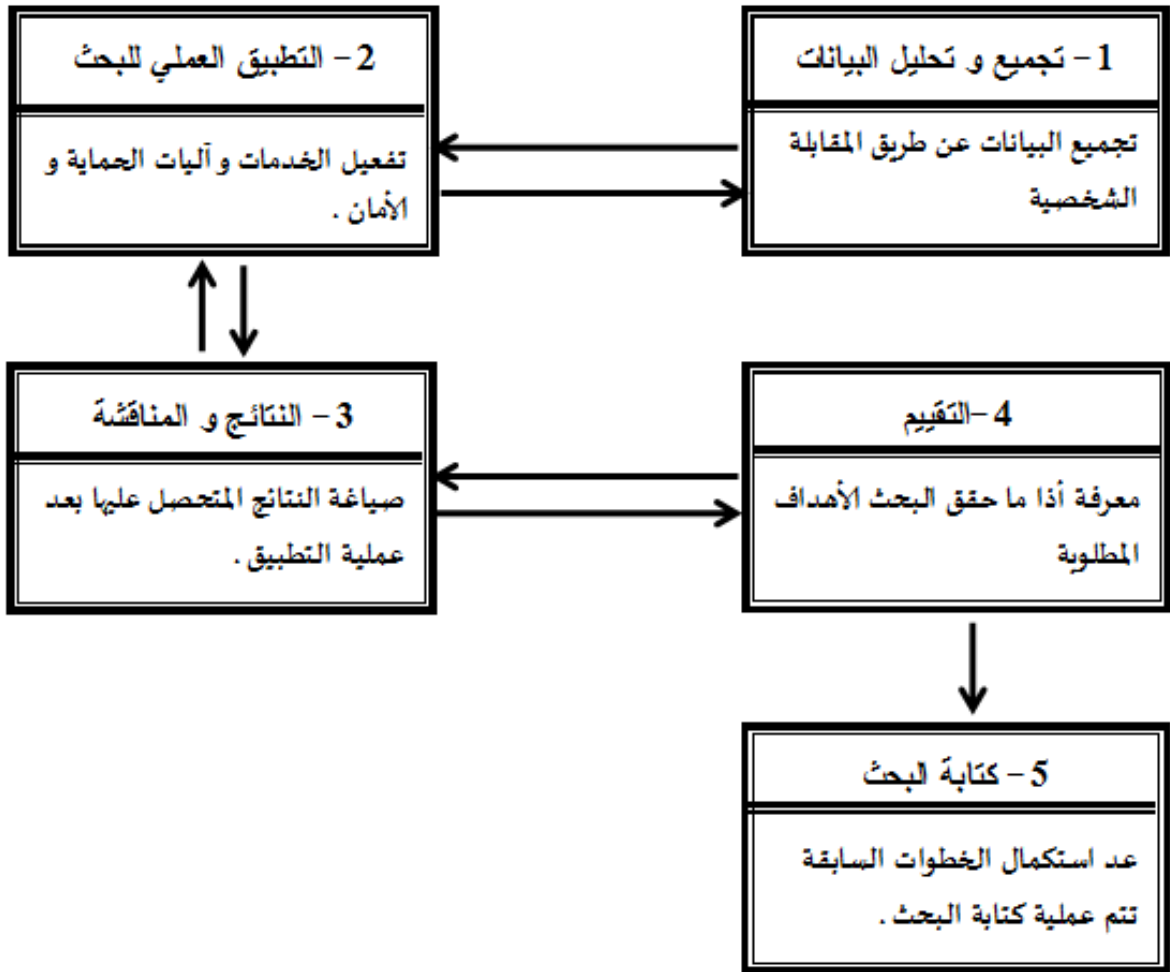 1 – تجميع و تحليل البيانات
تجميع البيانات عن طريق المقابلة
الشخصية
2 – التطبيق العملي للبحث
تفعيل الخدمات و آليات الحماية و
الأمان .
3 – النتائج و المناقشة
صياغة النتائج المتحصل عليها بعد
عملية التطبيق .
4 –التقييم
معرفة أذا ما حقق البحث الأهداف
المطلوبة
5 – كتابة البحث
عد استكمال الخطوات السابقة
تتم عملية كتابة البحث .